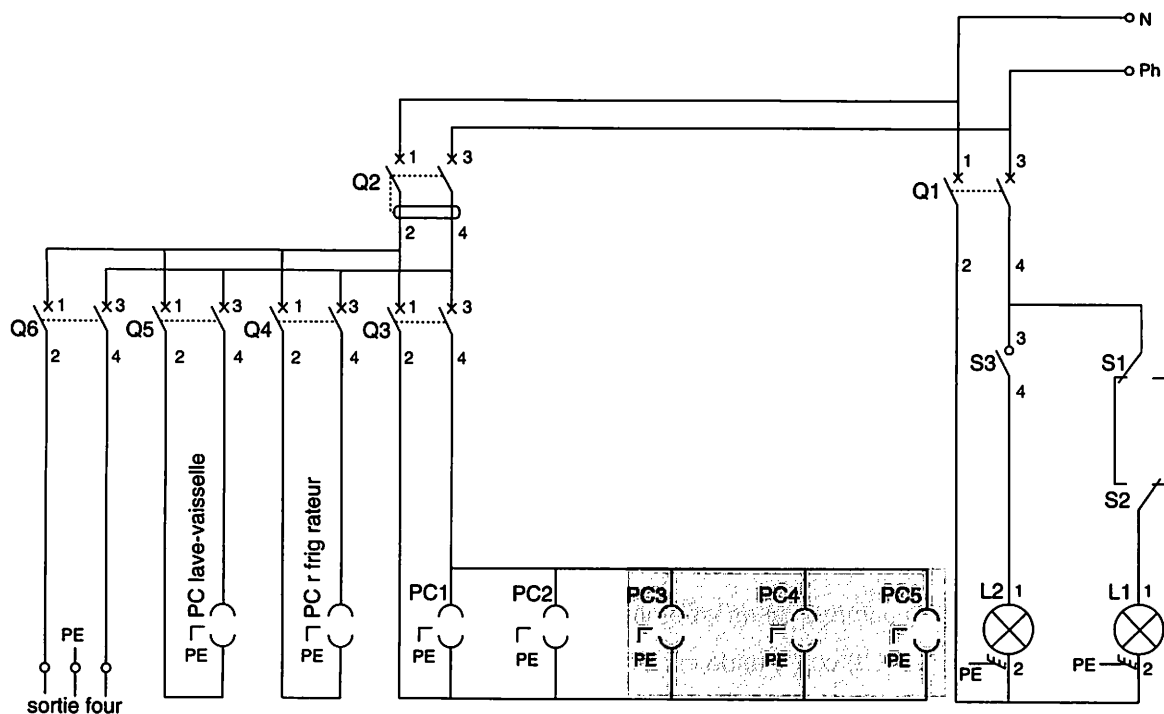 N
Ph
1 3
Q2
2 4
1 3
Q1
2 4
1 3 1 3 1 3 1 3
Q6 Q5 Q4 Q3
2 4 2 4 2 4 2 4
3
S3
4
S1
S2
PC lave-vaisselle
PC r frig rateur
PC1 PC2 PC3 PC4 PC5
L2 1 L1 1
PE PE PE PE PE PE PE PE
PE 2 PE 2
sortie four